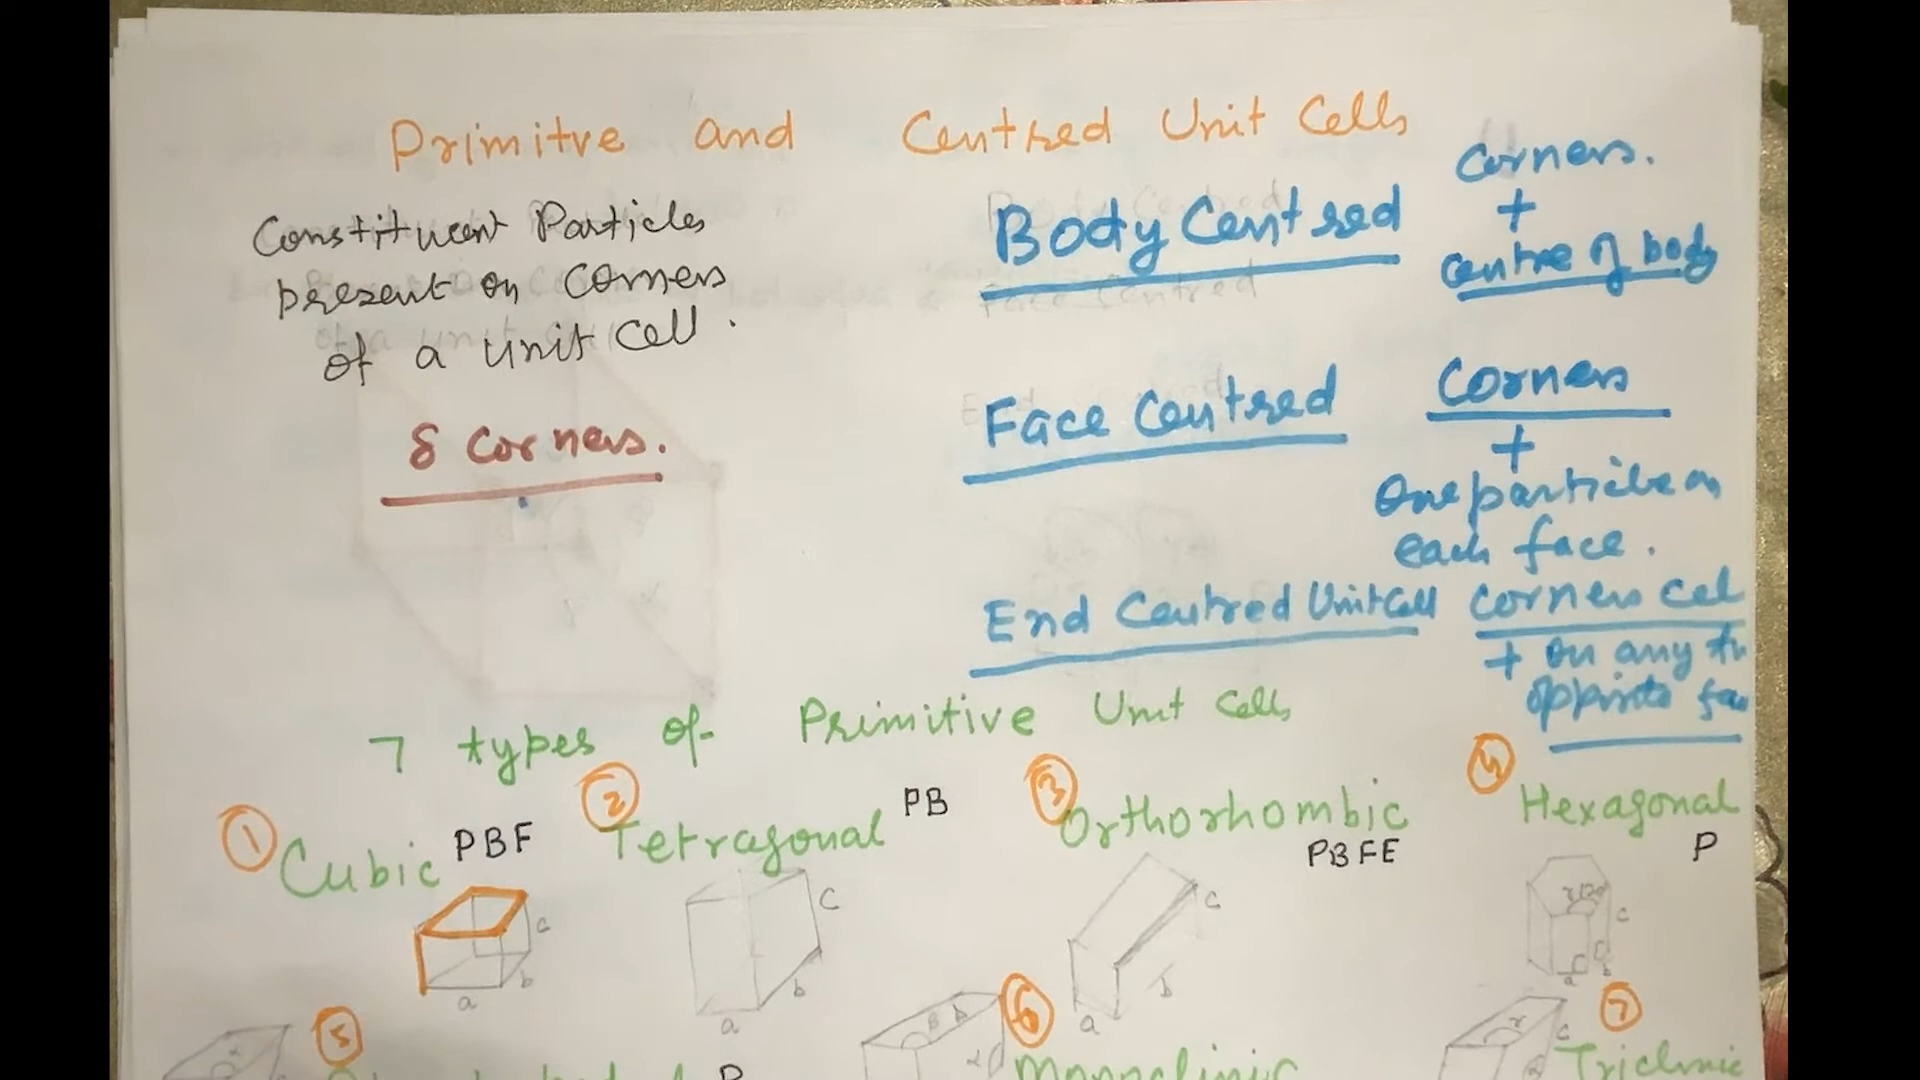 Primitve and Centred Unit Cells
Constituent Particles
present on Corners
of a unit cell.
8 Corners.
Body Centred
Corners.
+
centre of body
Face Centred
Corners
+
One particle on
each face.
End Centred Unit Cell
corners cel
+ on any
opposite
7 types of Primitive Unit Cells
1 Cubic PBF
2 Tetragonal PB
3 Orthorhombic PBFE
4 Hexagonal P
a b c
a b c
a b c
c
5
6 Monoclinic
7 Triclinic